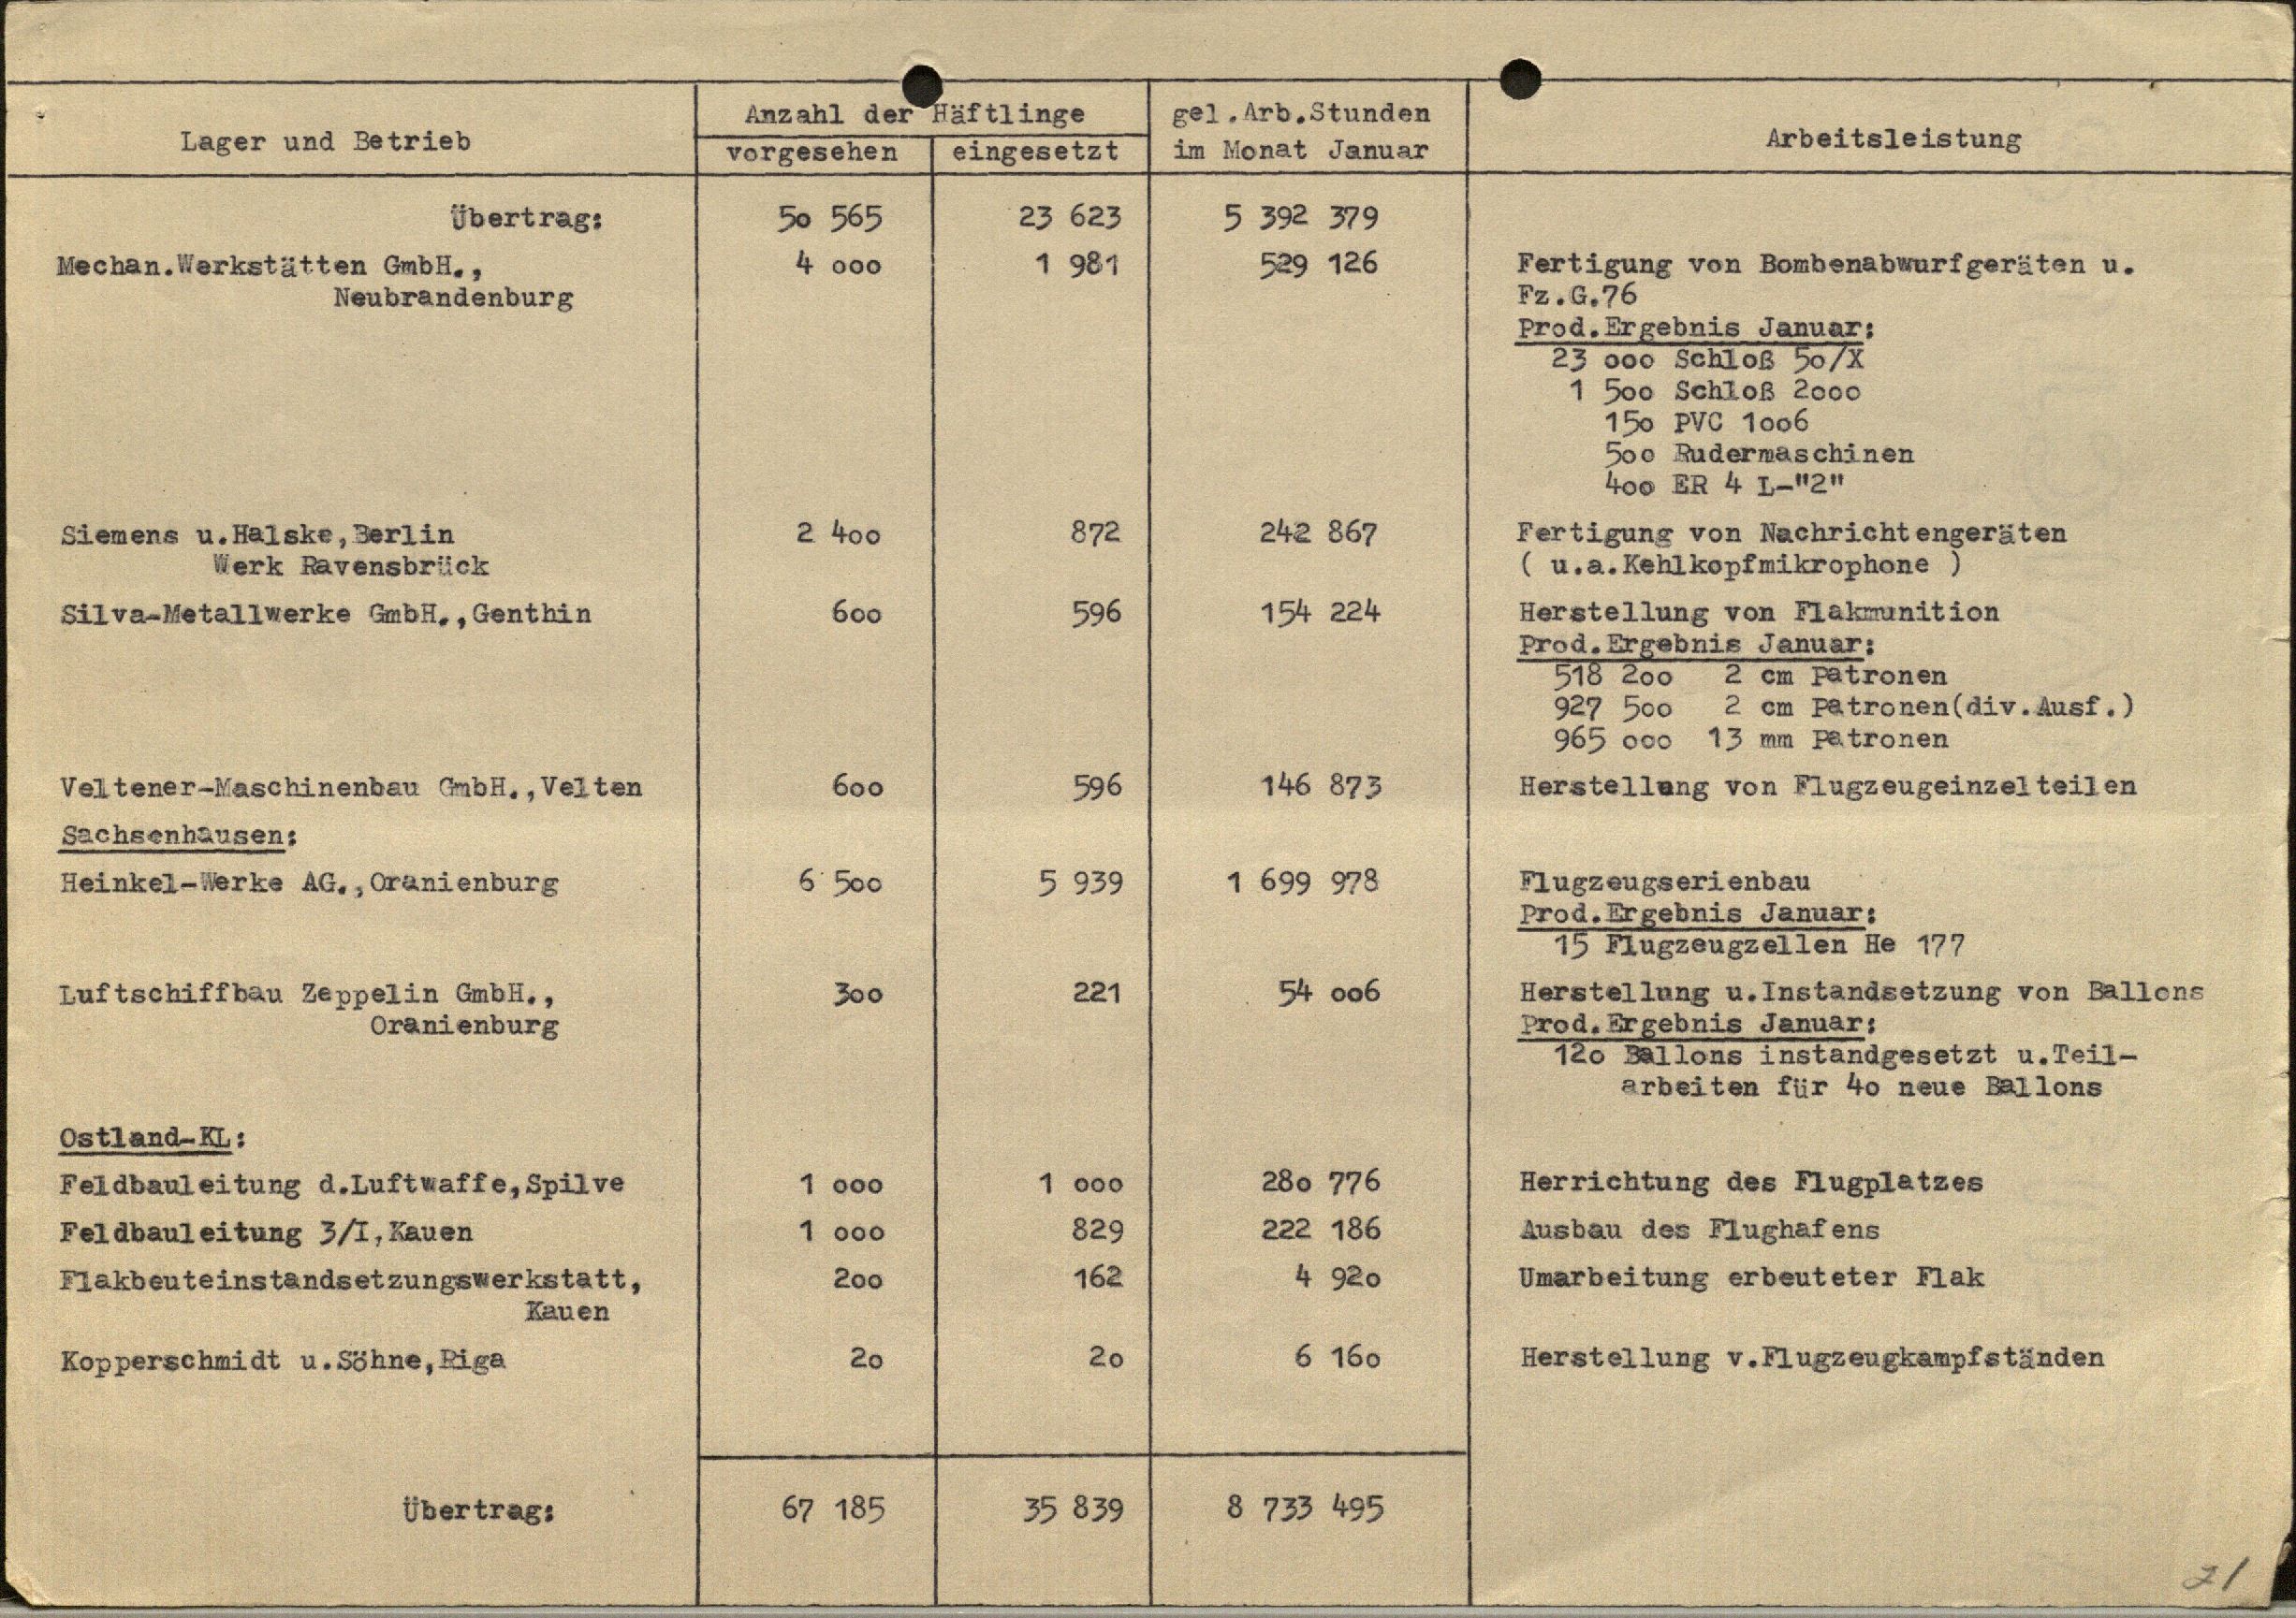 Lager und Betrieb
Anzahl der Häftlinge
vorgesehen eingesetzt
gel.Arb.Stunden
im Monat Januar
Arbeitsleistung
Übertrag: 5o 565 23 623 5 392 379
Mechan.Werkstätten GmbH., 4 ooo 1 981 529 126 Fertigung von Bombenabwurfgeräten u.
Neubrandenburg Fz.G.76
Prod.Ergebnis Januar:
23 ooo Schloß 5o/X
1 5oo Schloß 2ooo
15o PVC 1oo6
5oo Rudermaschinen
4oo ER 4 L-"2"
Siemens u.Halske,Berlin 2 4oo 872 242 867 Fertigung von Nachrichtengeräten
Werk Ravensbrück ( u.a.Kehlkopfmikrophone )
Silva-Metallwerke GmbH.,Genthin 6oo 596 154 224 Herstellung von Flakmunition
Prod.Ergebnis Januar:
518 2oo 2 cm Patronen
927 5oo 2 cm Patronen(div.Ausf.)
965 ooo 13 mm Patronen
Veltener-Maschinenbau GmbH.,Velten 6oo 596 146 873 Herstellung von Flugzeugeinzelteilen
Sachsenhausen:
Heinkel-Werke AG.,Oranienburg 6 5oo 5 939 1 699 978 Flugzeugserienbau
Prod.Ergebnis Januar:
15 Flugzeugzellen He 177
Luftschiffbau Zeppelin GmbH., 3oo 221 54 oo6 Herstellung u.Instandsetzung von Ballons
Oranienburg Prod.Ergebnis Januar:
12o Ballons instandgesetzt u.Teil-
arbeiten für 4o neue Ballons
Ostland-KL:
Feldbauleitung d.Luftwaffe,Spilve 1 ooo 1 ooo 28o 776 Herrichtung des Flugplatzes
Feldbauleitung 3/I,Kauen 1 ooo 829 222 186 Ausbau des Flughafens
Flakbeuteinstandsetzungswerkstatt, 2oo 162 4 92o Umarbeitung erbeuteter Flak
Kauen
Kopperschmidt u.Söhne,Riga 2o 2o 6 16o Herstellung v.Flugzeugkampfständen
Übertrag: 67 185 35 839 8 733 495
21